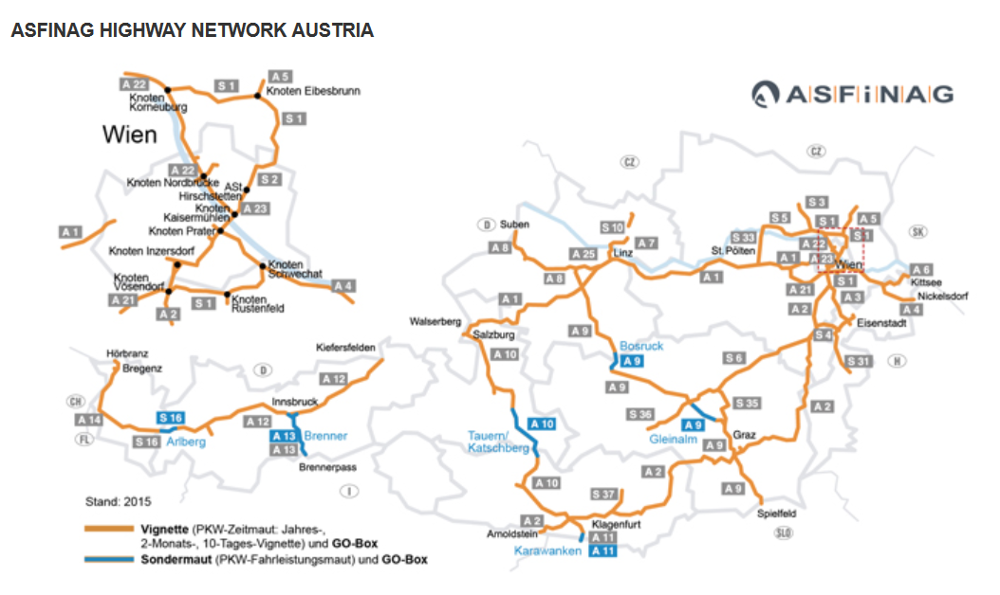 ASFINAG HIGHWAY NETWORK AUSTRIA
A 22
S 1
A 5
Knoten
Korneuburg
Knoten Eibesbrunn
S 1
Wien
A 22
Knoten Nordbrücke
S 2
ASt.
Hirschstetten
Knoten
Kaisermühlen
A 23
A 1
Knoten Prater
Knoten Inzersdorf
Knoten
Schwechat
Knoten
Vösendorf
A 4
A 21
A 2
S 1
Knoten
Rustenfeld
ASFiNAG
CZ
CZ
D
Suben
S 10
A 7
A 8
A 25
Linz
A 8
A 1
S 3
S 5
S 1
A 5
S 33
A 22
S 1
SK
St. Pölten
A 1
A 23
Wien
A 6
A 1
S 1
Kittsee
A 21
A 3
Nickelsdorf
A 2
A 4
Eisenstadt
Walserberg
Salzburg
A 9
S 4
A 10
Bosruck
A 9
S 6
S 31
H
A 9
S 35
A 2
S 36
A 9
Gleinalm
Graz
A 9
A 10
Tauern/
Katschberg
A 2
A 10
S 37
A 9
Spielfeld
A 2
Arnoldstein
Klagenfurt
A 11
Karawanken
A 11
SLO
Kiefersfelden
Hörbranz
Bregenz
D
A 12
CH
Innsbruck
A 14
S 16
A 12
FL
S 16
Arlberg
A 13
Brenner
A 13
Brennerpass
I
Stand: 2015
Vignette (PKW-Zeitmaut: Jahres-,
2-Monats-, 10-Tages-Vignette) und GO-Box
Sondermaut (PKW-Fahrleistungsmaut) und GO-Box